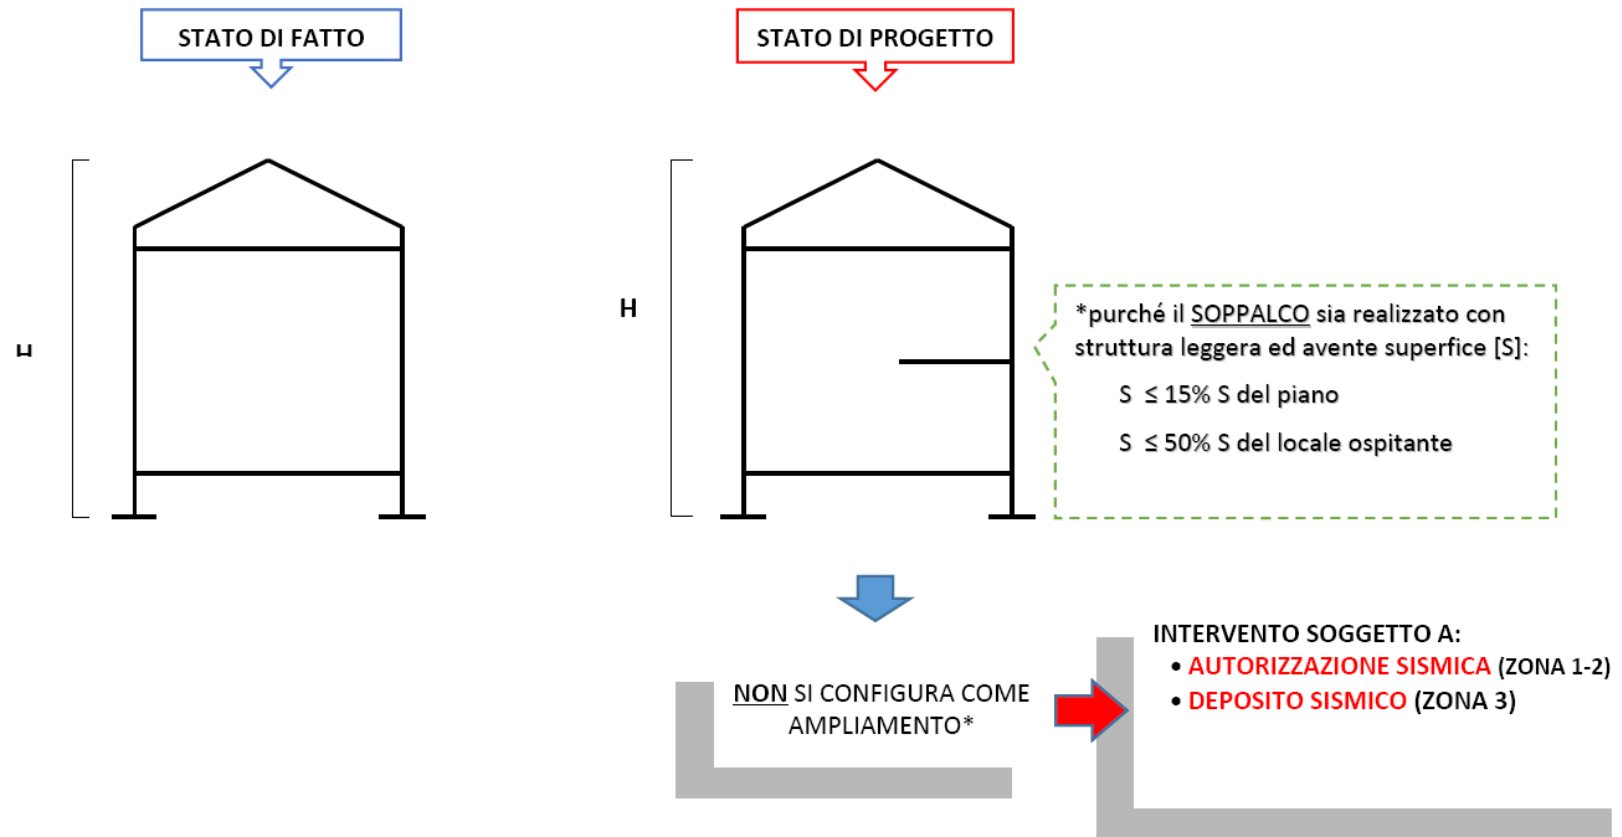 STATO DI FATTO
STATO DI PROGETTO
H
H
*purché il SOPPALCO sia realizzato con
struttura leggera ed avente superfice [S]:
S ≤ 15% S del piano
S ≤ 50% S del locale ospitante
NON SI CONFIGURA COME
AMPLIAMENTO*
INTERVENTO SOGGETTO A:
• AUTORIZZAZIONE SISMICA (ZONA 1-2)
• DEPOSITO SISMICO (ZONA 3)